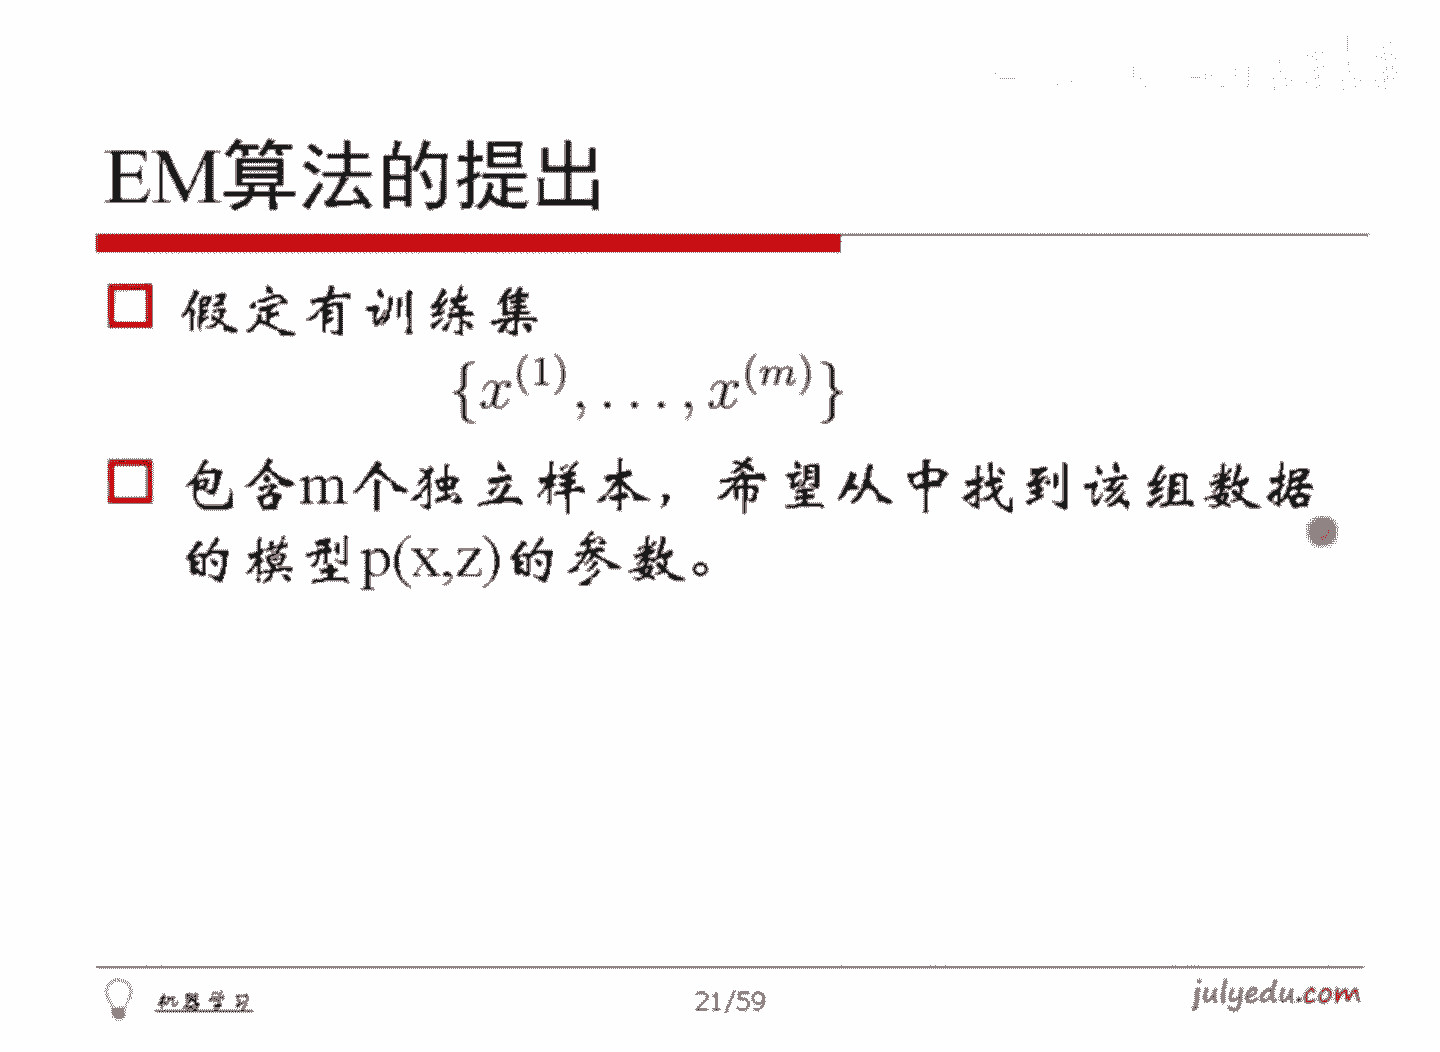 EM算法的提出
假定有训练集
{x^(1), ..., x^(m)}
包含m个独立样本，希望从中找到该组数据
的模型p(x,z)的参数。
机器学习
21/59
julyedu.com